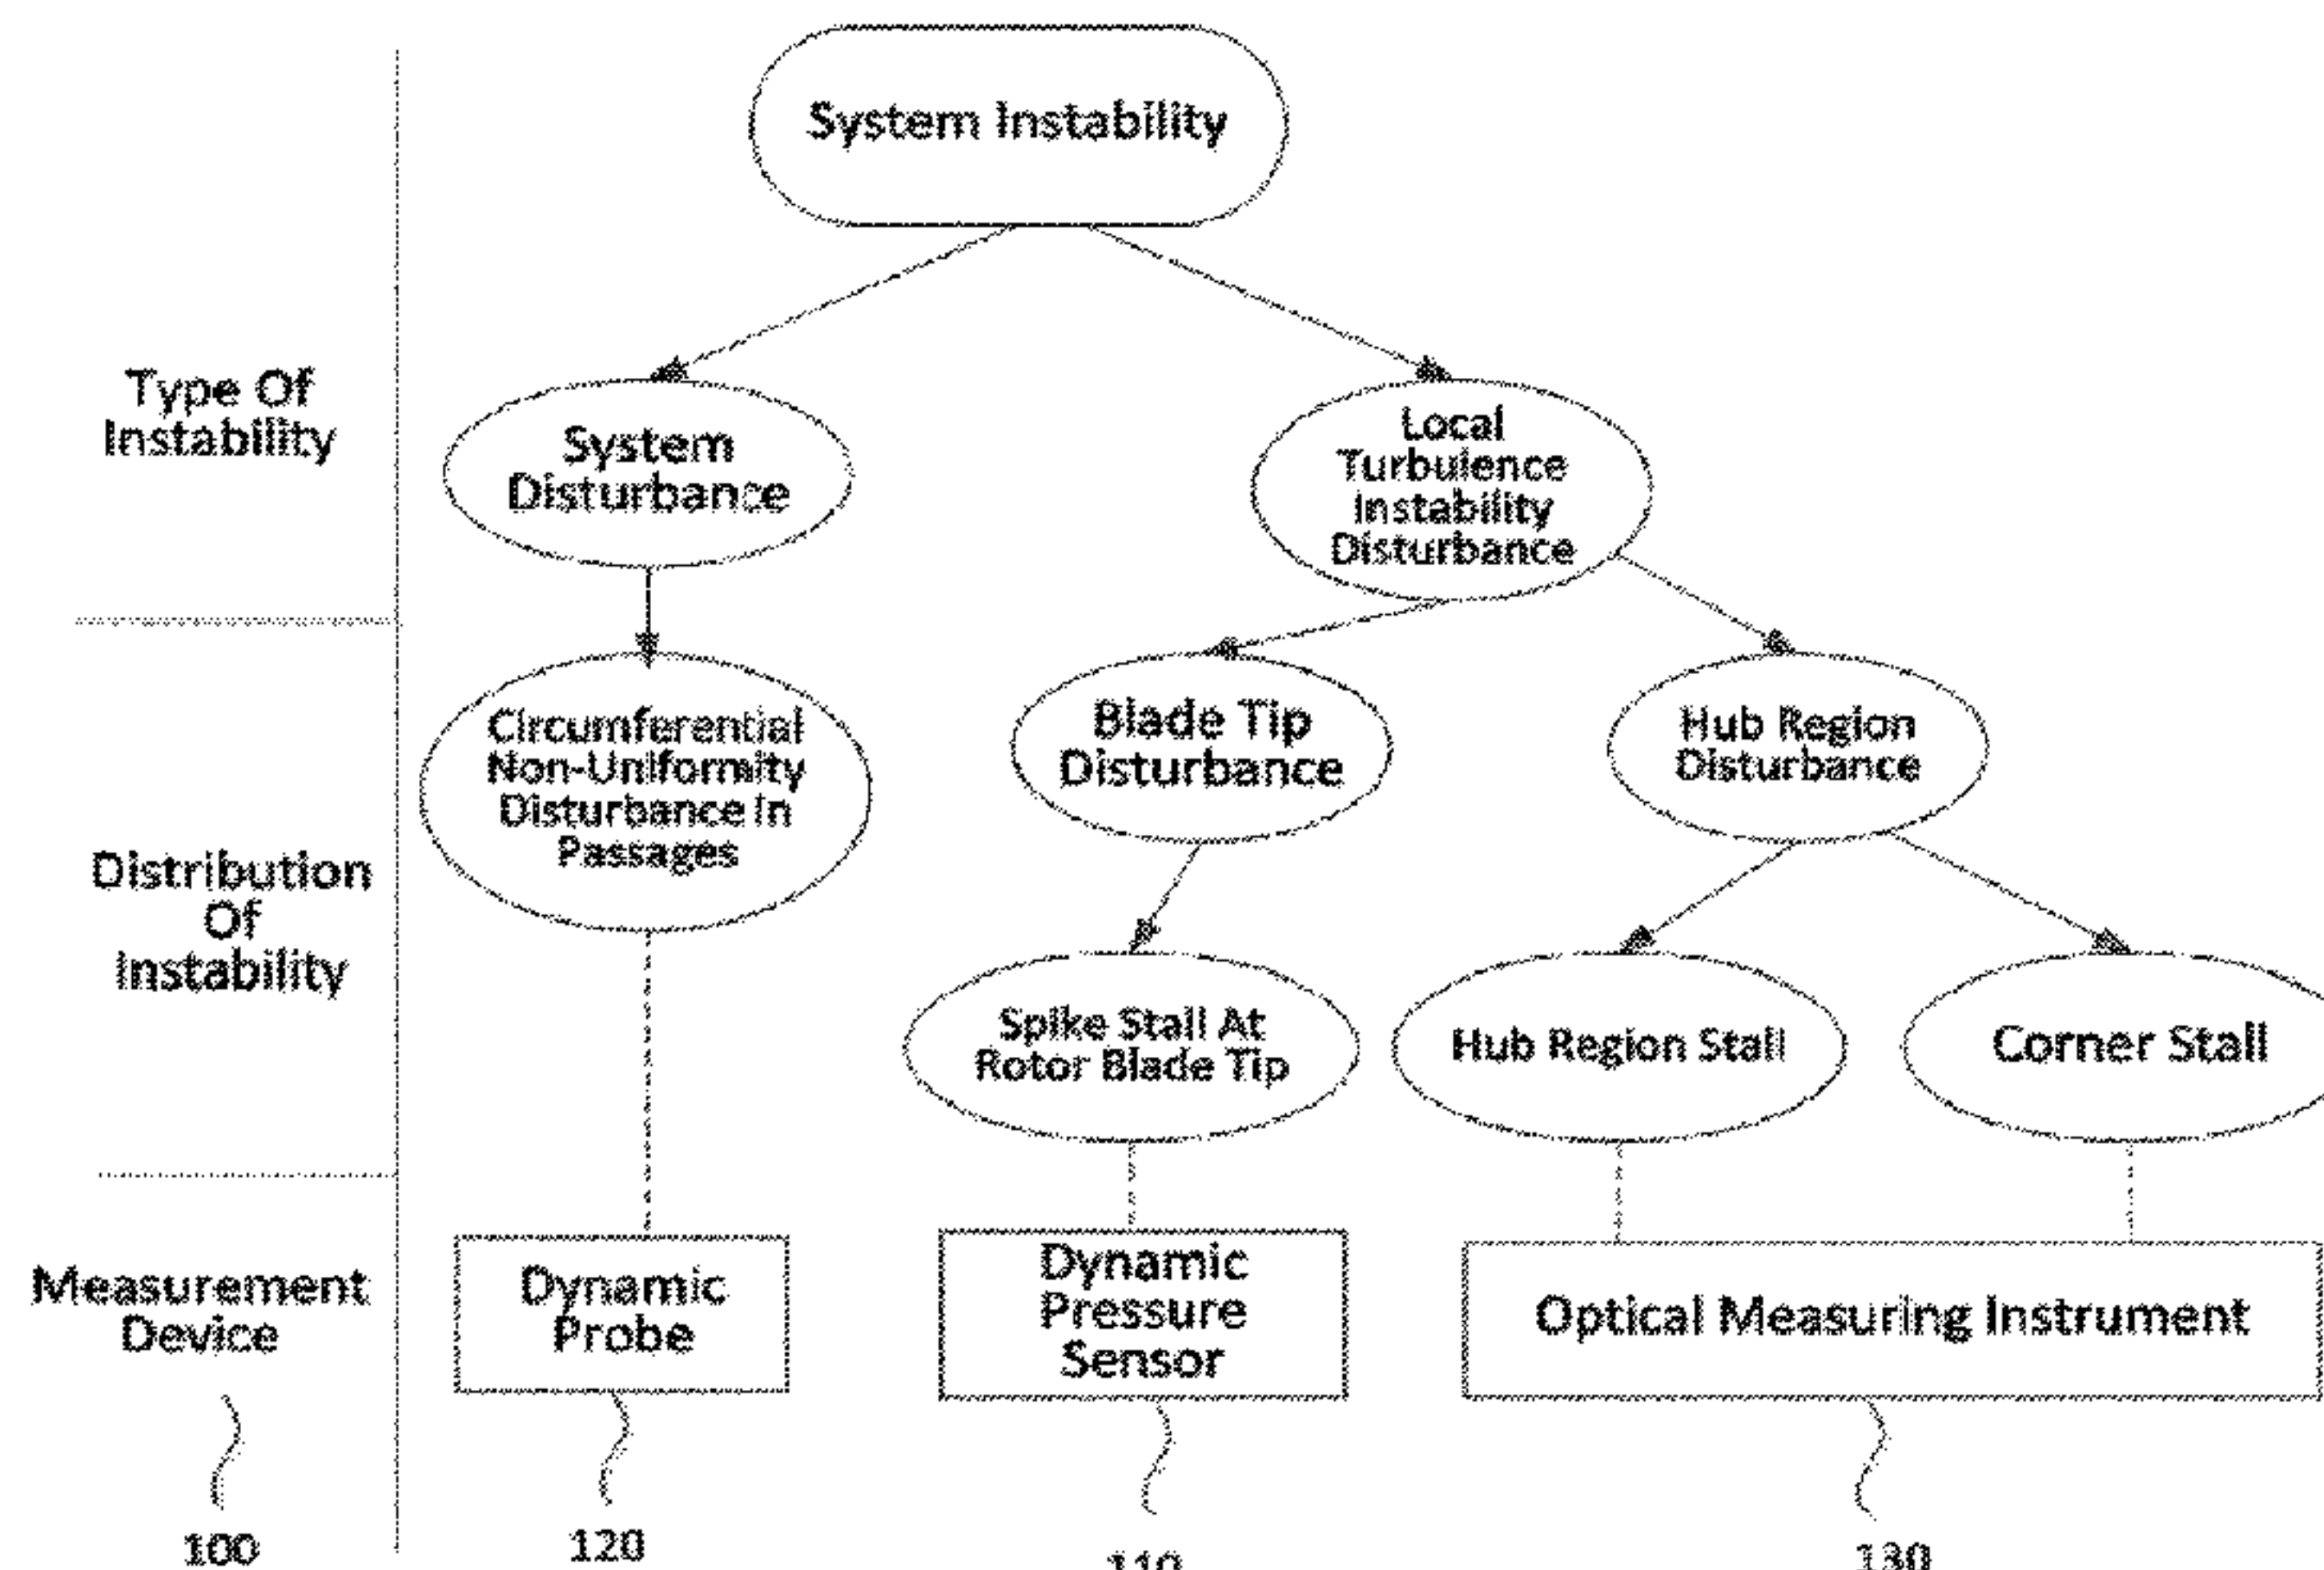 System Instability
Type Of
Instability
System
Disturbance
Local
Turbulence
Instability
Disturbance
Distribution
Of
Instability
Circumferential
Non-Uniformity
Disturbance In
Passages
Blade Tip
Disturbance
Hub Region
Disturbance
Spike Stall At
Rotor Blade Tip
Hub Region Stall
Corner Stall
Measurement
Device
Dynamic
Probe
Dynamic
Pressure
Sensor
Optical Measuring Instrument
100
120
110
130